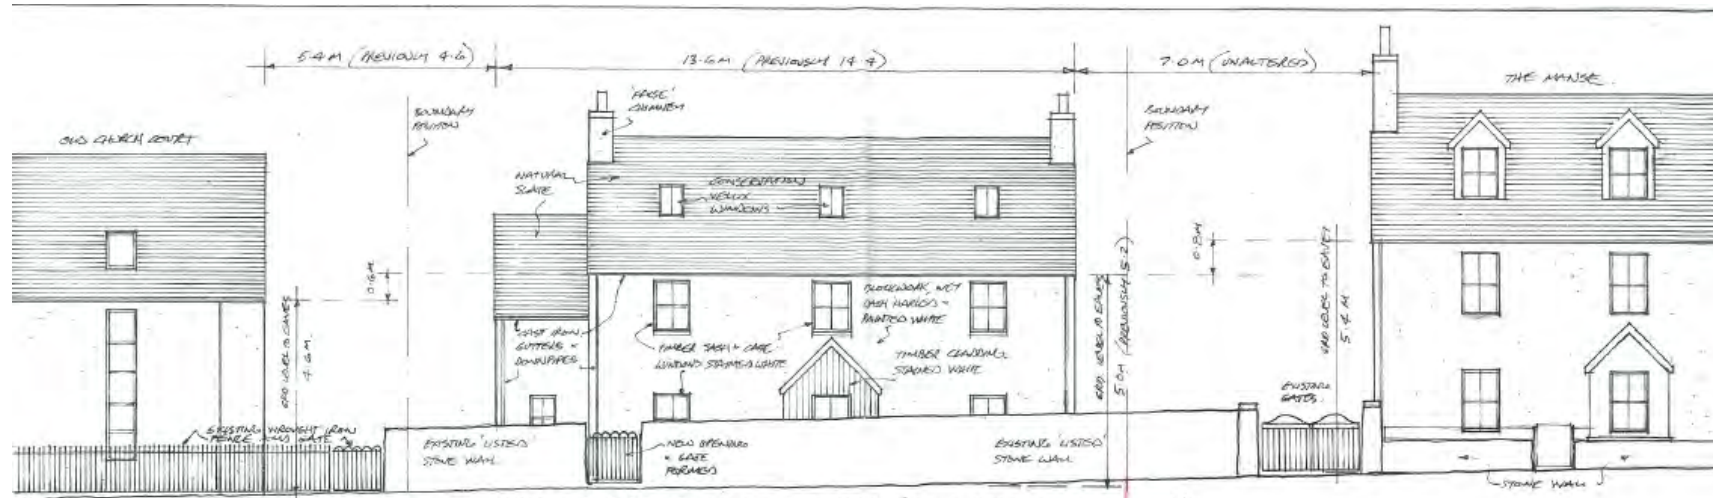 5.4M (PREVIOUSLY 4.6)
13.6M (PREVIOUSLY 14.4)
7.0M (UNALTERED)
THE MANSE.
'FALSE'
CHIMNEY
BOUNDARY
POSITION
BOUNDARY
POSITION
OLD CHURCH COURT
NATURAL
SLATE
CONSERVATION
VELUX
WINDOWS
0.6M
0.8M
GRD LEVEL TO EAVES
4.6M
GRD. LEVEL TO EAVES
5.0M (PREVIOUSLY 5.2)
GRD LEVEL TO EAVES
5.4M
BLOCKWORK, WET
DASH HARLED +
PAINTED WHITE
CAST IRON
GUTTERS +
DOWNPIPES
TIMBER SASH + CASE
WINDOWS STAINED WHITE
TIMBER CLADDING,
STAINED WHITE
EXISTING
GATES.
EXISTING WROUGHT IRON
FENCE AND GATE
EXISTING 'LISTED'
STONE WALL
NEW OPENING
+ GATE
FORMED
EXISTING 'LISTED'
STONE WALL
STONE WALL